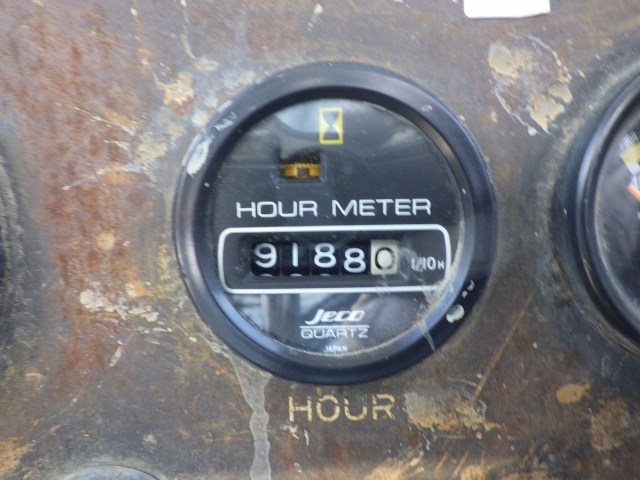 HOUR METER
91880 1/10H
Jeco
QUARTZ
JAPAN
HOUR